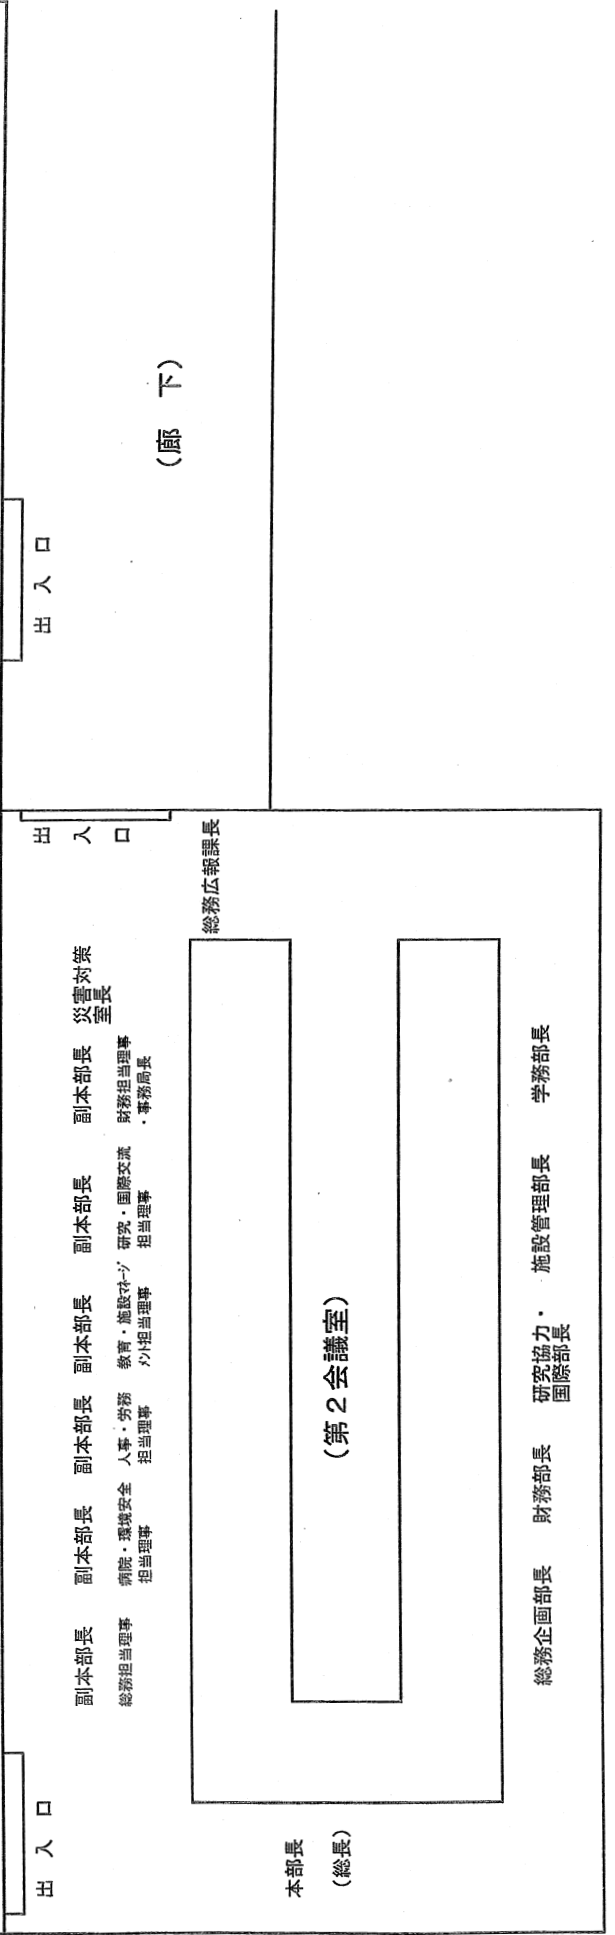 出入口
出入口
(廊 下)
出入口
本部長
(総長)
副本部長
総務担当理事
副本部長
病院・環境安全
担当理事
副本部長
人事・労務
担当理事
副本部長
教育・施設マネージ
メント担当理事
副本部長
研究・国際交流
担当理事
副本部長
財務担当理事
・事務局長
災害対策
室長
総務広報課長
(第2会議室)
総務企画部長
財務部長
研究協力・
国際部長
施設管理部長
学務部長